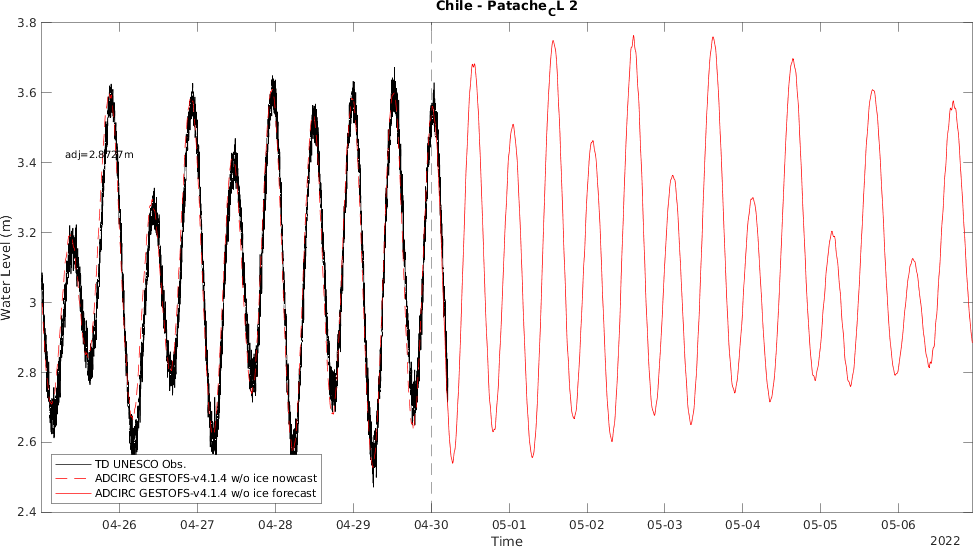 Chile - Patache_CL 2
3.8
3.6
3.4
3.2
3
2.8
2.6
2.4
Water Level (m)
adj=2.8727m
TD UNESCO Obs.
ADCIRC GESTOFS-v4.1.4 w/o ice nowcast
ADCIRC GESTOFS-v4.1.4 w/o ice forecast
04-26 04-27 04-28 04-29 04-30 05-01 05-02 05-03 05-04 05-05 05-06
Time
2022